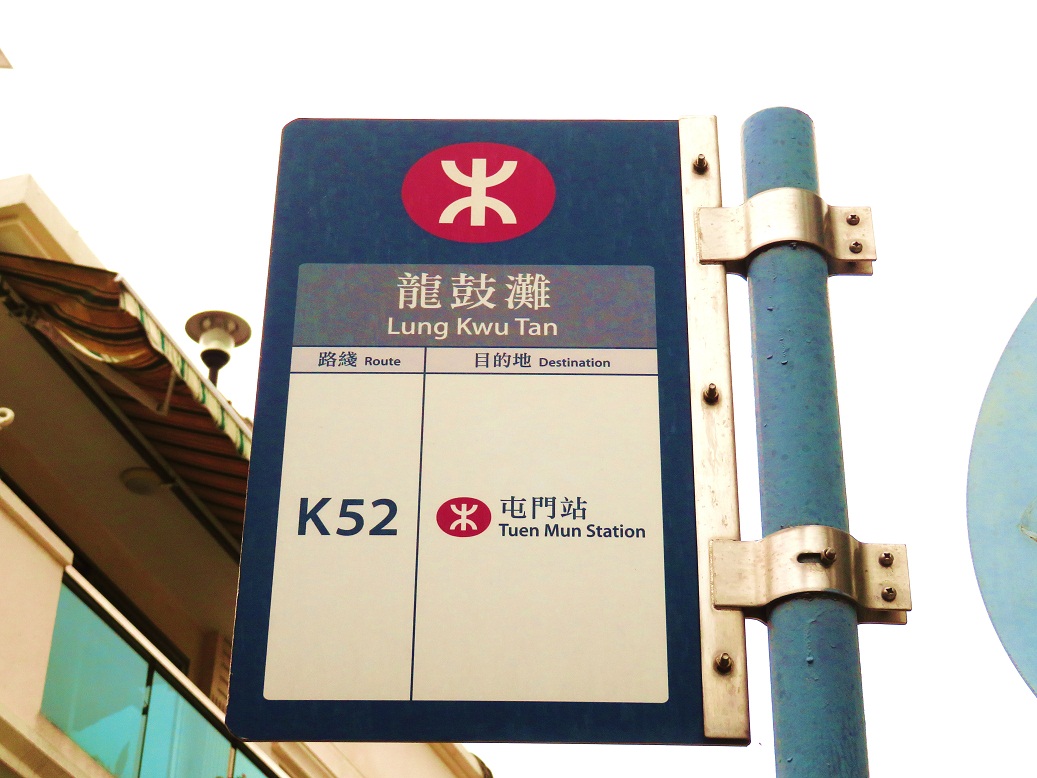 龍鼓灘
Lung Kwu Tan
路綫 Route
目的地 Destination
K52
屯門站
Tuen Mun Station